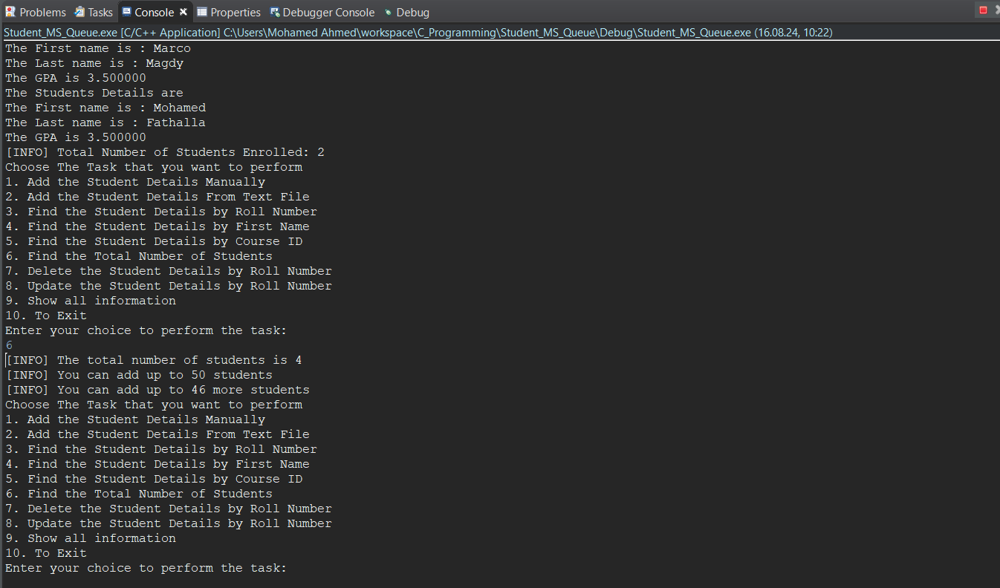 Problems Tasks Console Properties Debugger Console Debug
Student_MS_Queue.exe [C/C++ Application] C:\Users\Mohamed Ahmed\workspace\C_Programming\Student_MS_Queue\Debug\Student_MS_Queue.exe (16.08.24, 10:22)
The First name is : Marco
The Last name is : Magdy
The GPA is 3.500000
The Students Details are
The First name is : Mohamed
The Last name is : Fathalla
The GPA is 3.500000
[INFO] Total Number of Students Enrolled: 2
Choose The Task that you want to perform
1. Add the Student Details Manually
2. Add the Student Details From Text File
3. Find the Student Details by Roll Number
4. Find the Student Details by First Name
5. Find the Student Details by Course ID
6. Find the Total Number of Students
7. Delete the Student Details by Roll Number
8. Update the Student Details by Roll Number
9. Show all information
10. To Exit
Enter your choice to perform the task:
6
[INFO] The total number of students is 4
[INFO] You can add up to 50 students
[INFO] You can add up to 46 more students
Choose The Task that you want to perform
1. Add the Student Details Manually
2. Add the Student Details From Text File
3. Find the Student Details by Roll Number
4. Find the Student Details by First Name
5. Find the Student Details by Course ID
6. Find the Total Number of Students
7. Delete the Student Details by Roll Number
8. Update the Student Details by Roll Number
9. Show all information
10. To Exit
Enter your choice to perform the task: